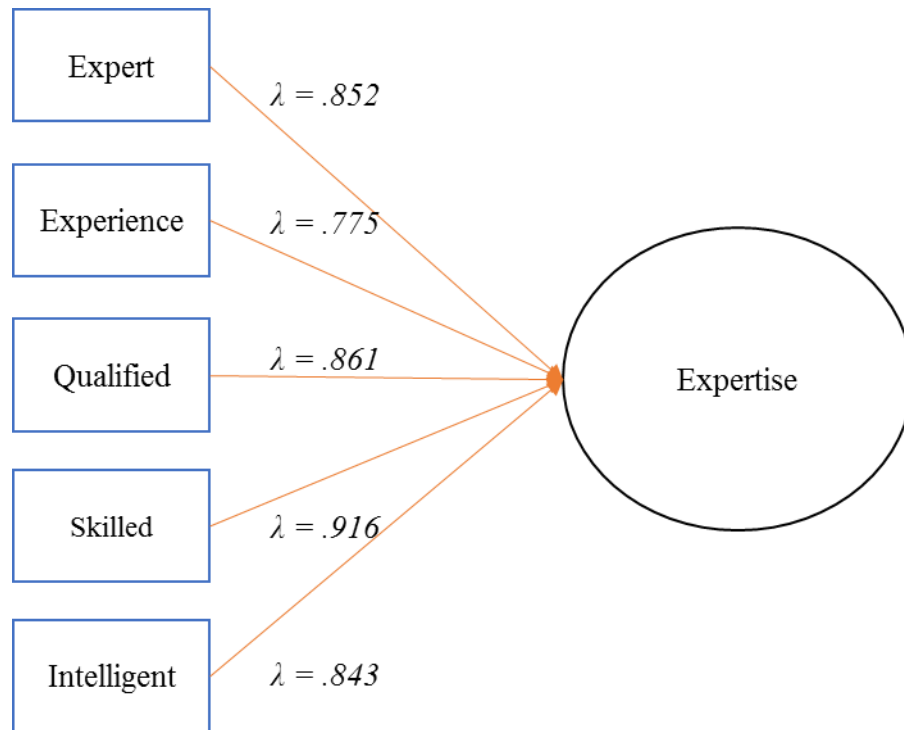 Expert
λ = .852
Experience
λ = .775
Qualified
λ = .861
Expertise
Skilled
λ = .916
Intelligent
λ = .843